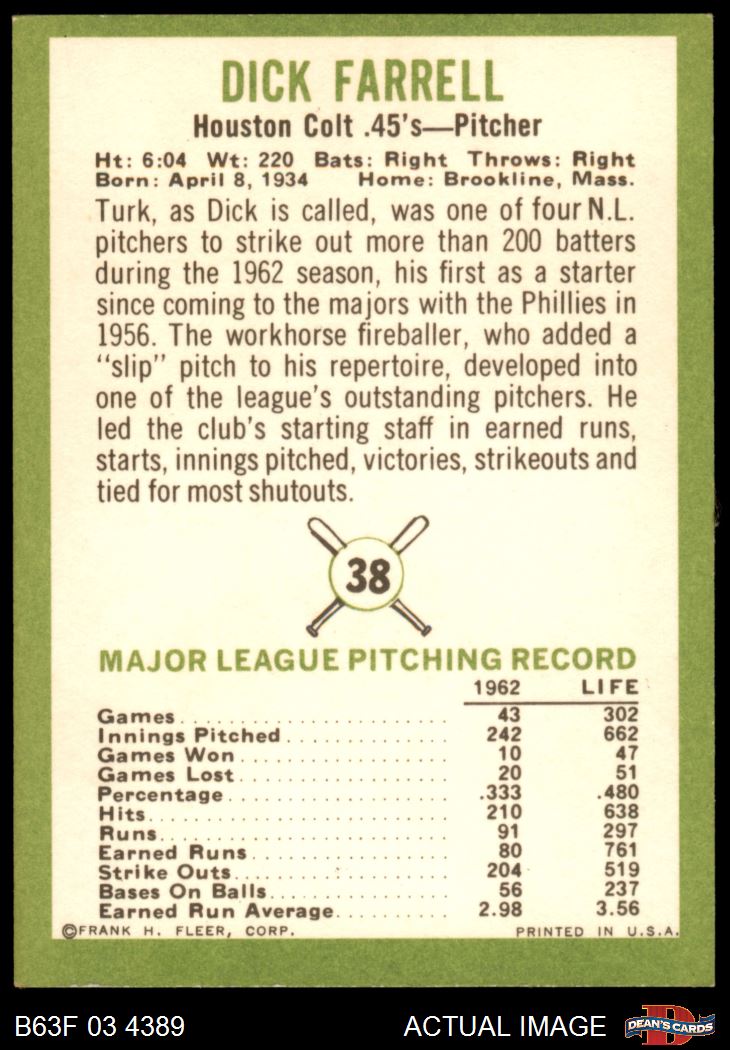 DICK FARRELL
Houston Colt .45's—Pitcher
Ht: 6:04 Wt: 220 Bats: Right Throws: Right
Born: April 8, 1934 Home: Brookline, Mass.
Turk, as Dick is called, was one of four N.L.
pitchers to strike out more than 200 batters
during the 1962 season, his first as a starter
since coming to the majors with the Phillies in
1956. The workhorse fireballer, who added a
"slip" pitch to his repertoire, developed into
one of the league's outstanding pitchers. He
led the club's starting staff in earned runs,
starts, innings pitched, victories, strikeouts and
tied for most shutouts.
38
MAJOR LEAGUE PITCHING RECORD
1962 LIFE
Games 43 302
Innings Pitched 242 662
Games Won 10 47
Games Lost 20 51
Percentage .333 .480
Hits 210 638
Runs 91 297
Earned Runs 80 761
Strike Outs 204 519
Bases On Balls 56 237
Earned Run Average 2.98 3.56
©FRANK H. FLEER, CORP. PRINTED IN U.S.A.
B63F 03 4389 ACTUAL IMAGE D DEAN'S CARDS